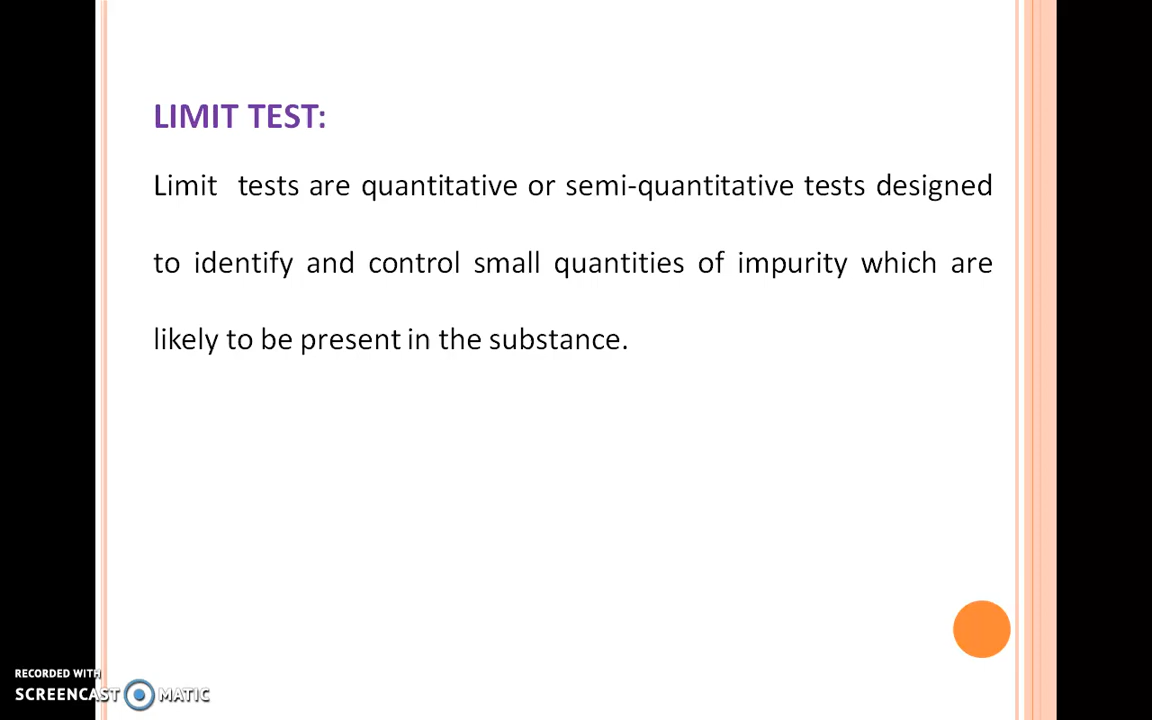 LIMIT TEST:
Limit tests are quantitative or semi-quantitative tests designed
to identify and control small quantities of impurity which are
likely to be present in the substance.
RECORDED WITH
SCREENCAST MATIC